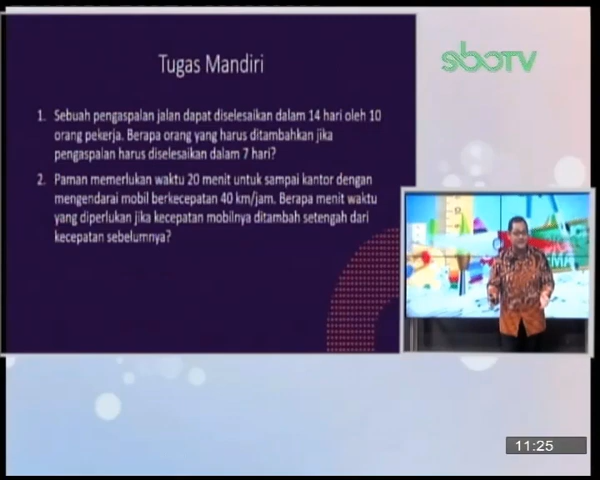 Tugas Mandiri
sboTV
1. Sebuah pengaspalan jalan dapat diselesaikan dalam 14 hari oleh 10
orang pekerja. Berapa orang yang harus ditambahkan jika
pengaspalan harus diselesaikan dalam 7 hari?
2. Paman memerlukan waktu 20 menit untuk sampai kantor dengan
mengendarai mobil berkecepatan 40 km/jam. Berapa menit waktu
yang diperlukan jika kecepatan mobilnya ditambah setengah dari
kecepatan sebelumnya?
11:25